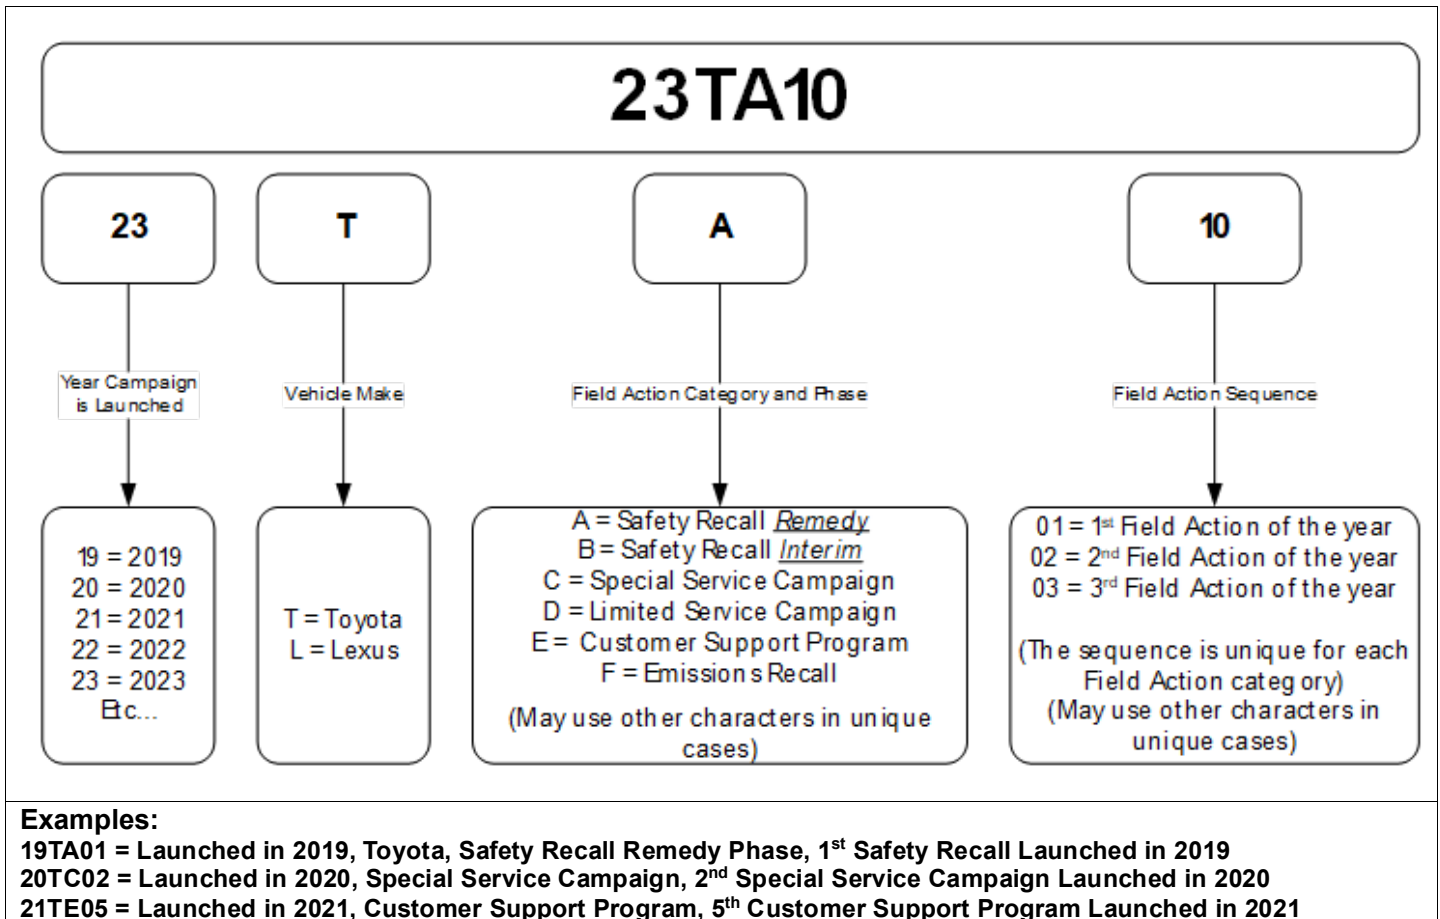 23TA10
23
T
A
10
Year Campaign
is Launched
Vehicle Make
Field Action Category and Phase
Field Action Sequence
19 = 2019
20 = 2020
21 = 2021
22 = 2022
23 = 2023
Etc...
T = Toyota
L = Lexus
A = Safety Recall Remedy
B = Safety Recall Interim
C = Special Service Campaign
D = Limited Service Campaign
E = Customer Support Program
F = Emissions Recall
(May use other characters in unique
cases)
01 = 1st Field Action of the year
02 = 2nd Field Action of the year
03 = 3rd Field Action of the year
(The sequence is unique for each
Field Action category)
(May use other characters in
unique cases)
Examples:
19TA01 = Launched in 2019, Toyota, Safety Recall Remedy Phase, 1st Safety Recall Launched in 2019
20TC02 = Launched in 2020, Special Service Campaign, 2nd Special Service Campaign Launched in 2020
21TE05 = Launched in 2021, Customer Support Program, 5th Customer Support Program Launched in 2021